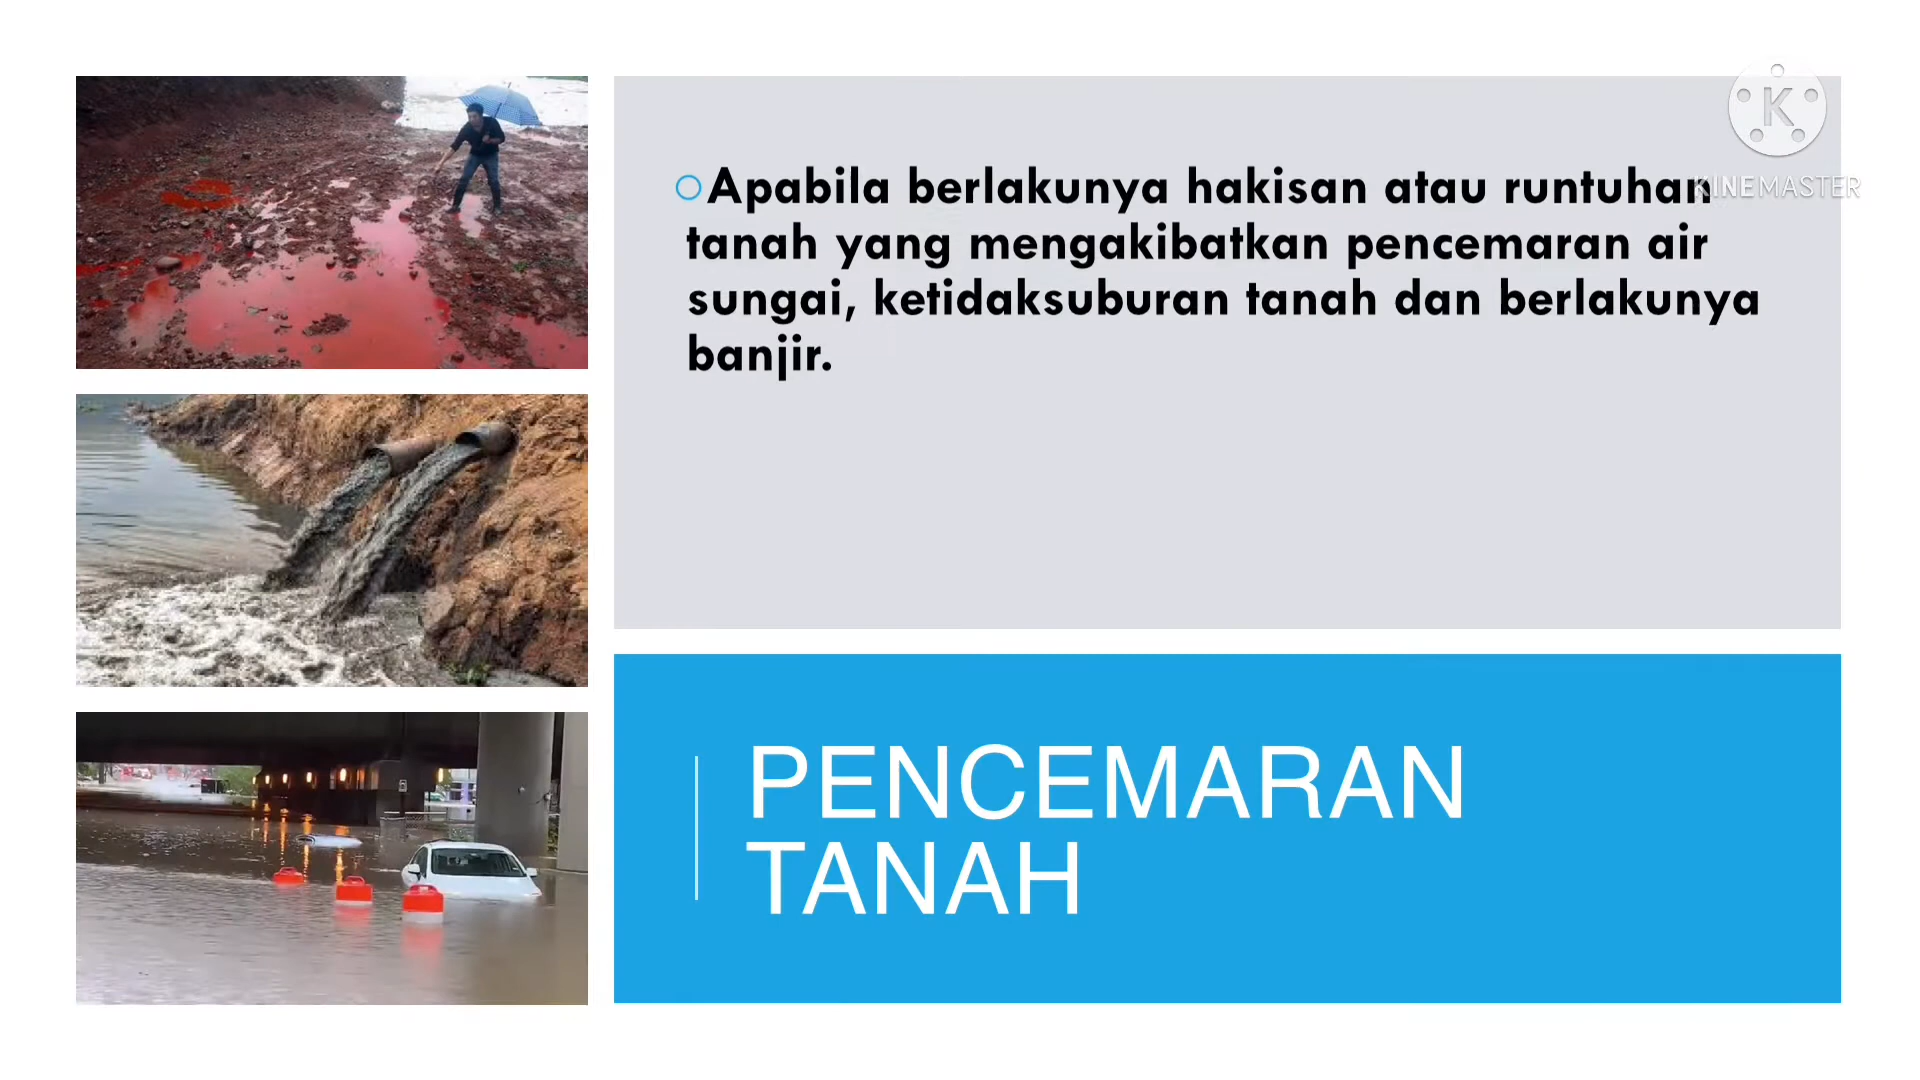 Apabila berlakunya hakisan atau runtuhan
tanah yang mengakibatkan pencemaran air
sungai, ketidaksuburan tanah dan berlakunya
banjir.
K
KINEMASTER
PENCEMARAN
TANAH